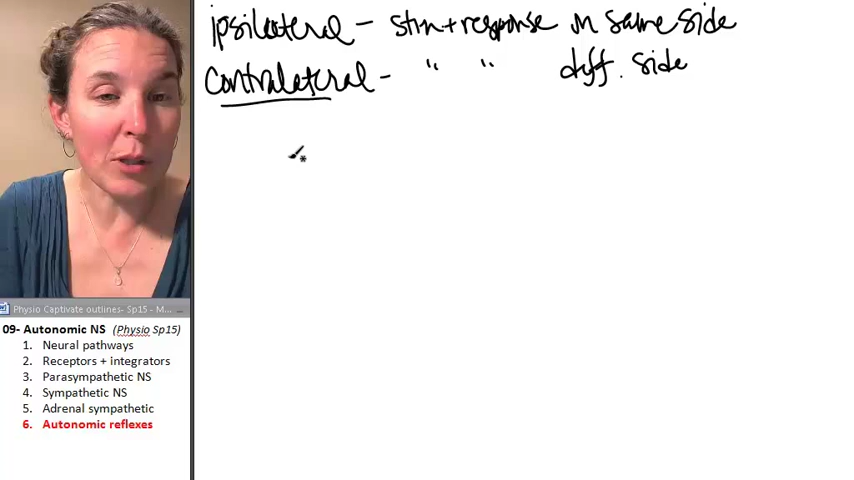 ipsilateral - stim + response on same side
contralateral - " " diff. side
Physio Captivate outlines- Sp15 - M...
09- Autonomic NS (Physio Sp15)
1. Neural pathways
2. Receptors + integrators
3. Parasympathetic NS
4. Sympathetic NS
5. Adrenal sympathetic
6. Autonomic reflexes